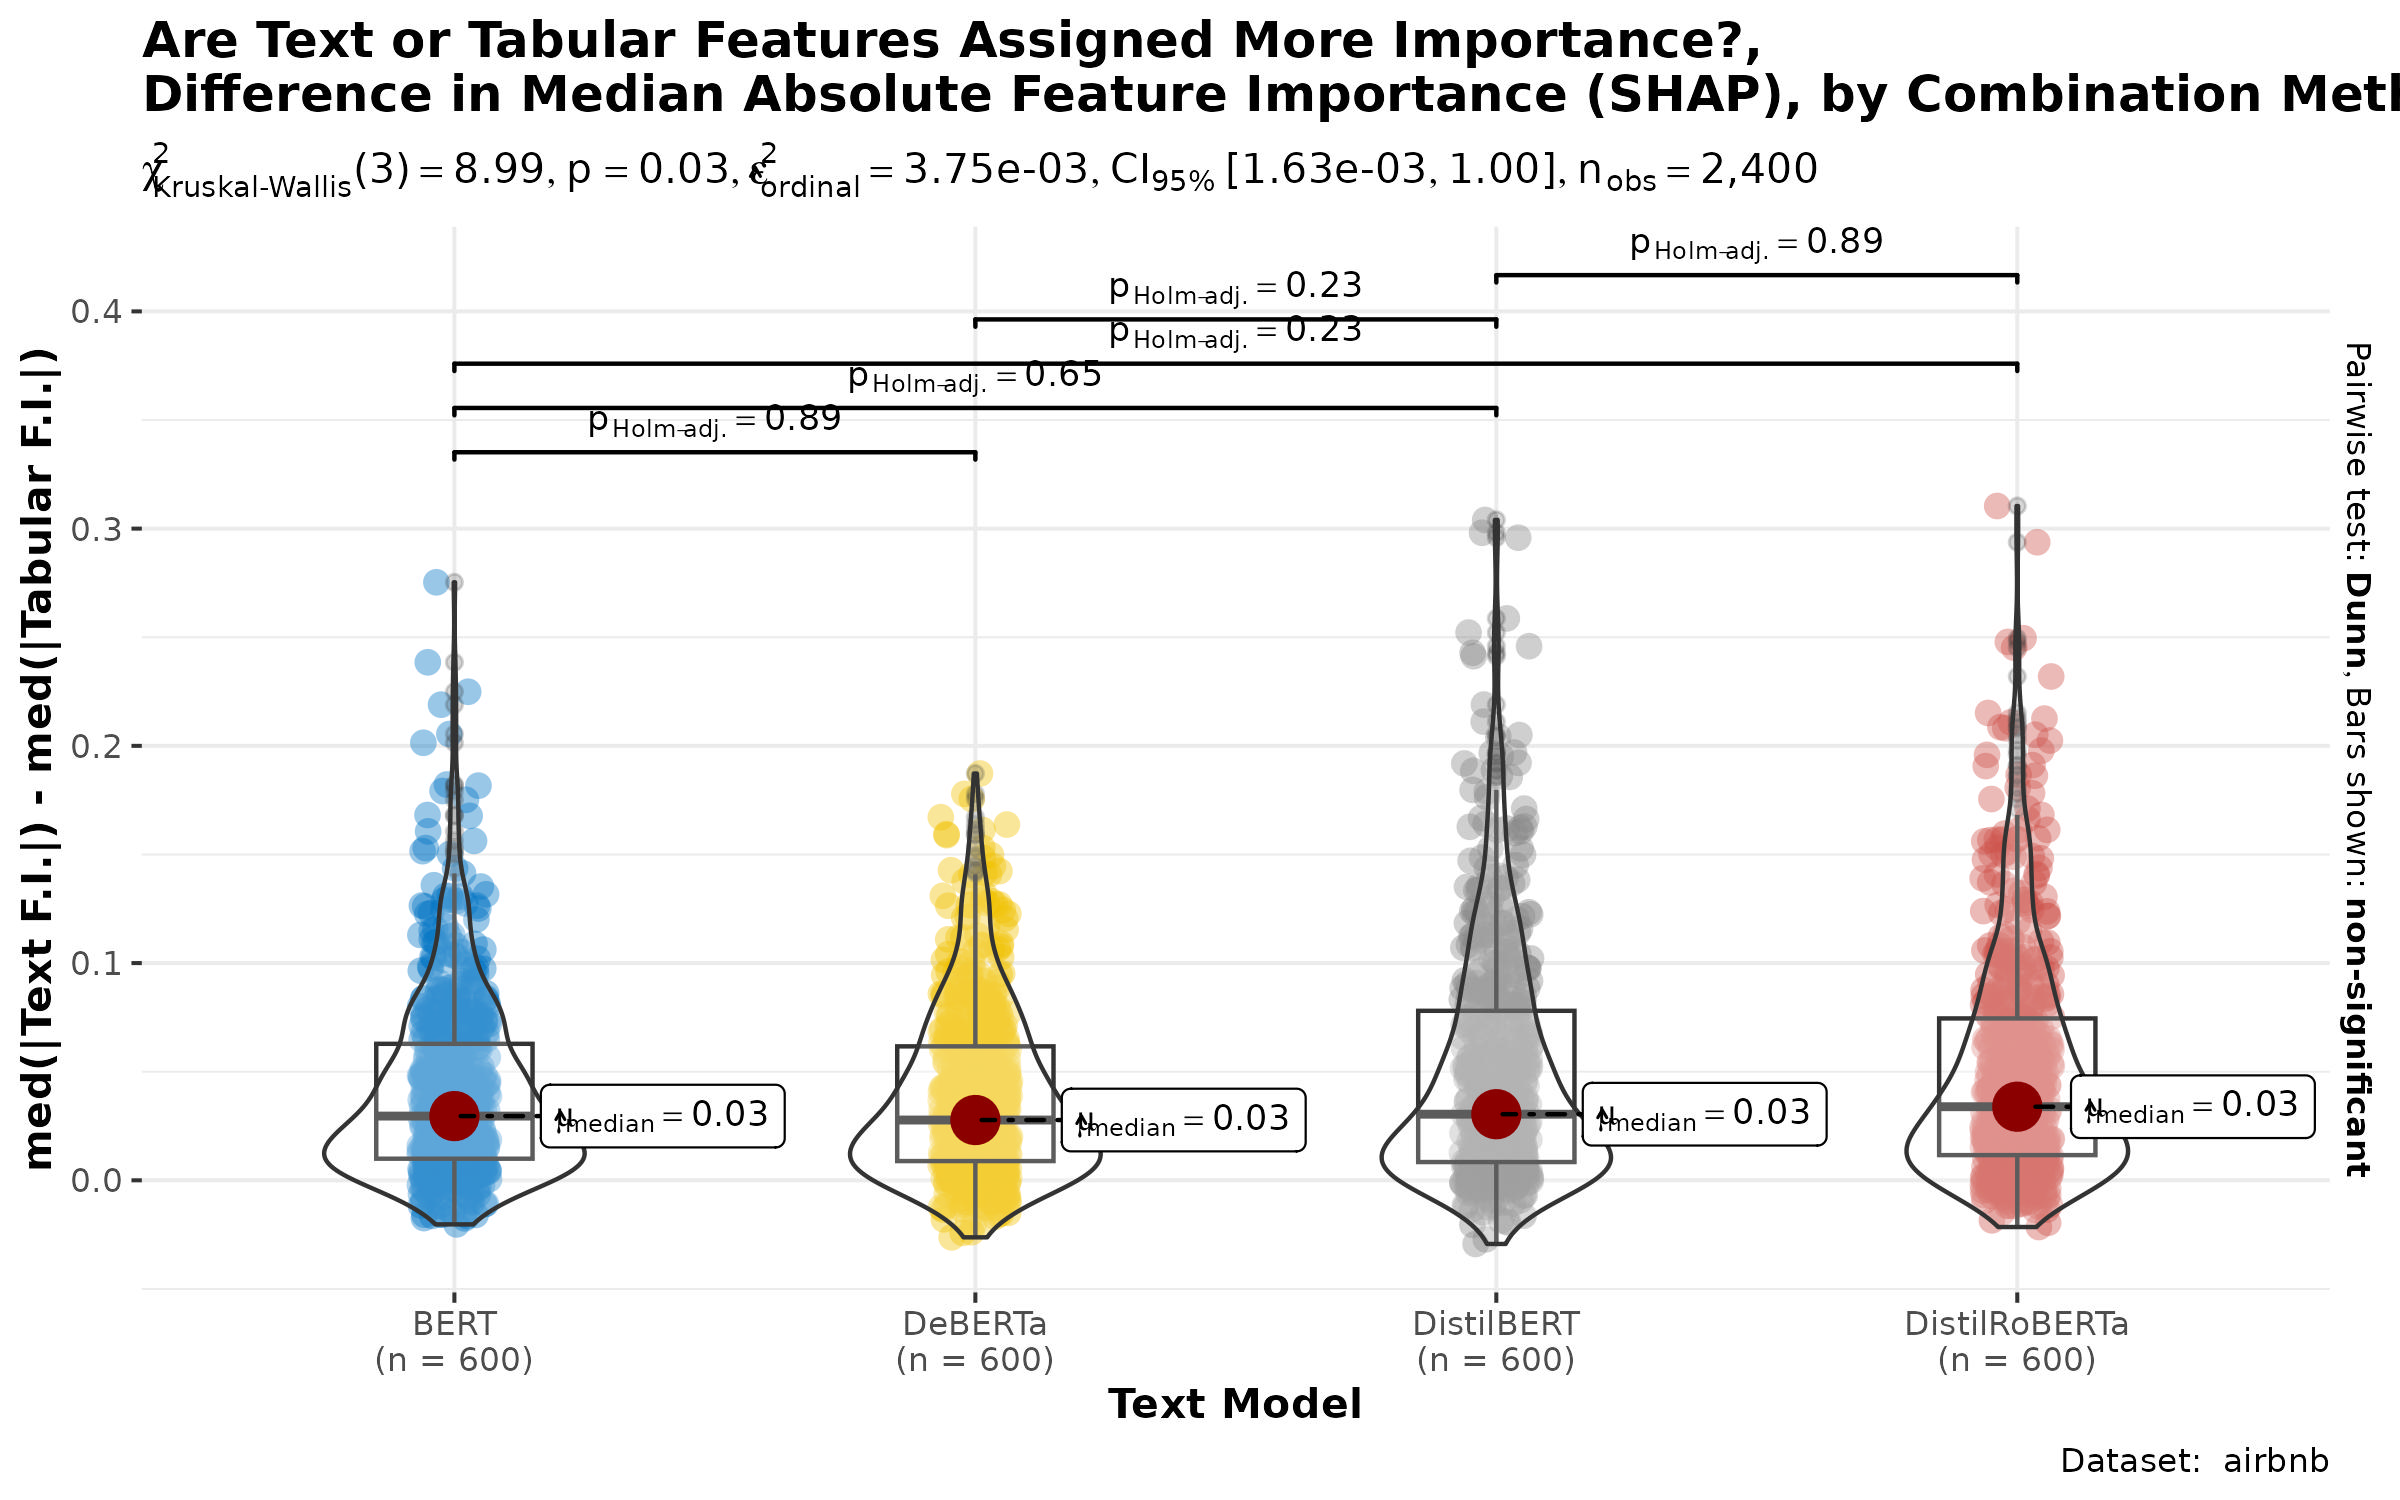 Are Text or Tabular Features Assigned More Importance?,
Difference in Median Absolute Feature Importance (SHAP), by Combination Meth
χ²Kruskal-Wallis(3) = 8.99, p = 0.03, ε̂²ordinal = 3.75e-03, CI95% [1.63e-03, 1.00], nobs = 2,400
pHolm-adj. = 0.89
pHolm-adj. = 0.23
pHolm-adj. = 0.23
pHolm-adj. = 0.65
pHolm-adj. = 0.89
0.4
0.3
0.2
0.1
0.0
med(|Text F.I.|) - med(|Tabular F.I.|)
μ̂median = 0.03
μ̂median = 0.03
μ̂median = 0.03
μ̂median = 0.03
Pairwise test: Dunn, Bars shown: non-significant
BERT
(n = 600)
DeBERTa
(n = 600)
DistilBERT
(n = 600)
DistilRoBERTa
(n = 600)
Text Model
Dataset: airbnb